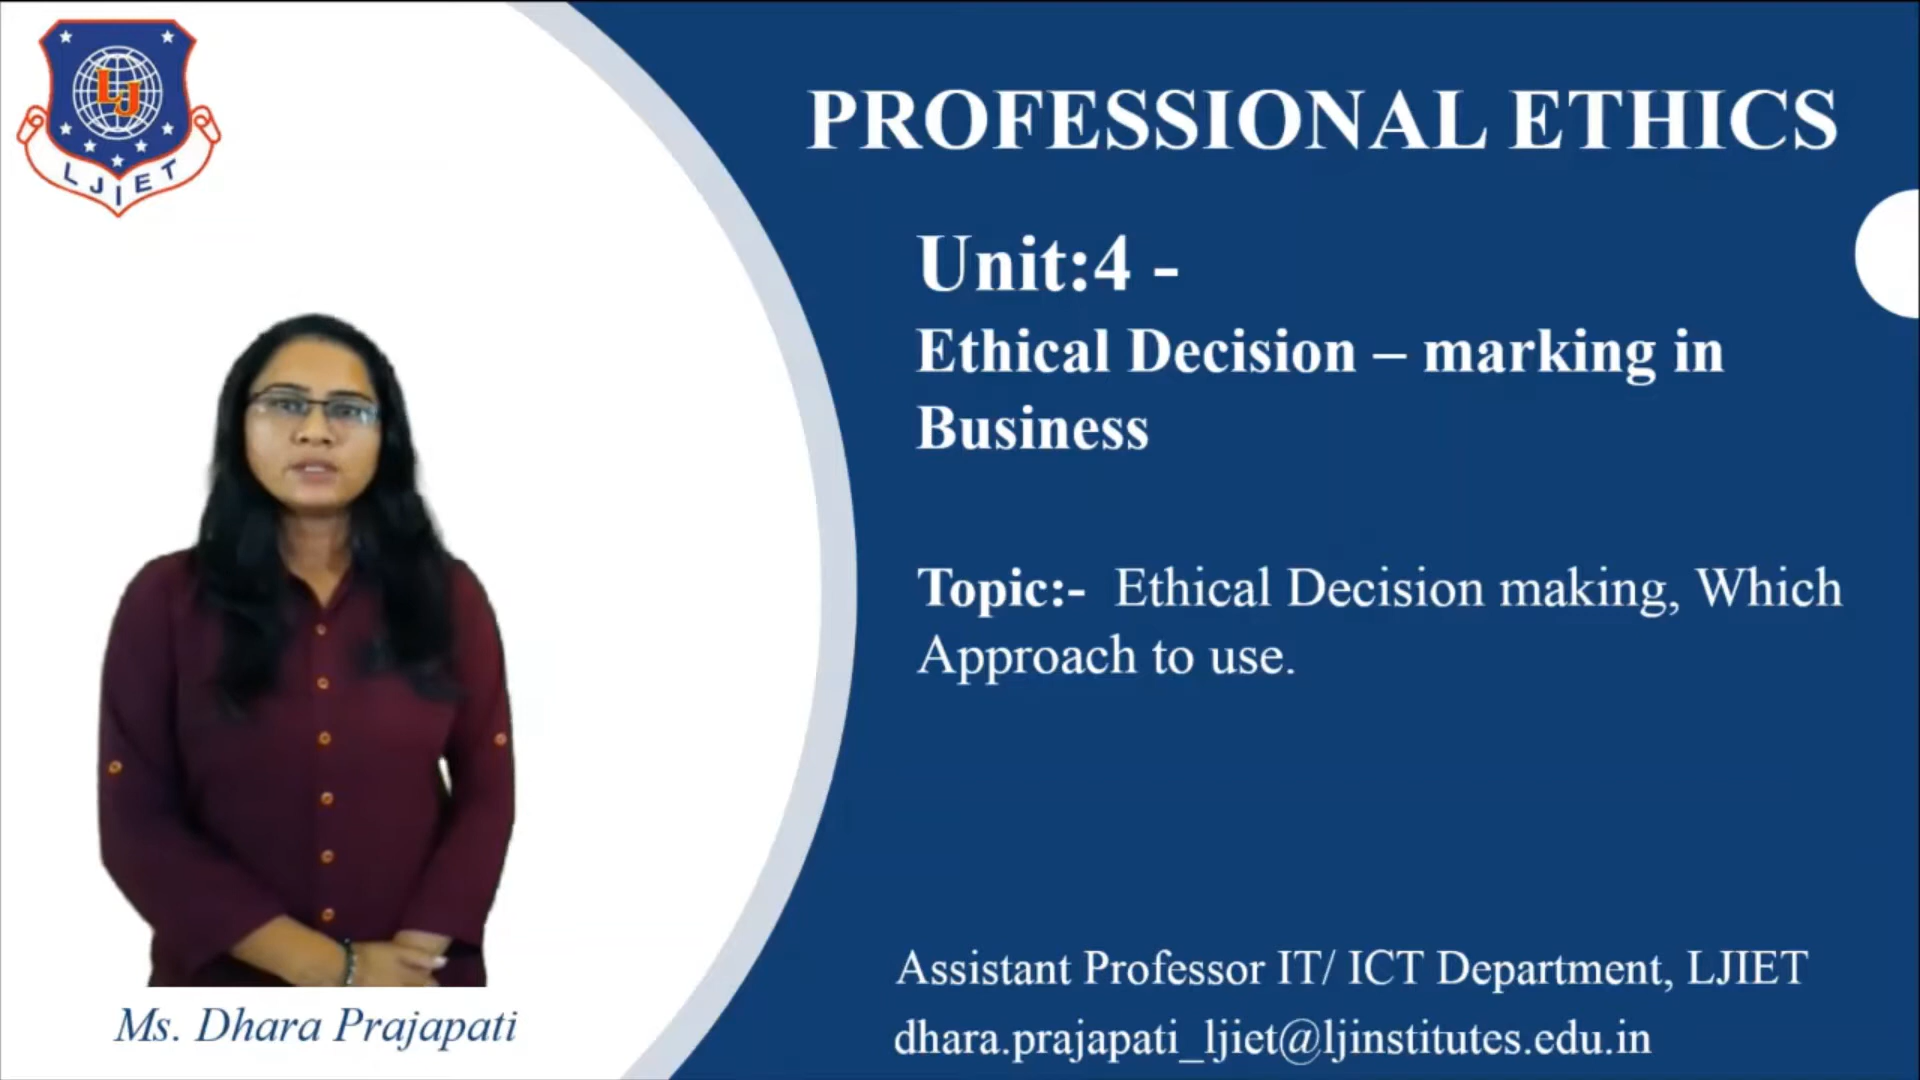 LJ
LJIET
PROFESSIONAL ETHICS
Unit:4 -
Ethical Decision – marking in
Business
Topic:- Ethical Decision making, Which
Approach to use.
Assistant Professor IT/ ICT Department, LJIET
dhara.prajapati_ljiet@ljinstitutes.edu.in
Ms. Dhara Prajapati